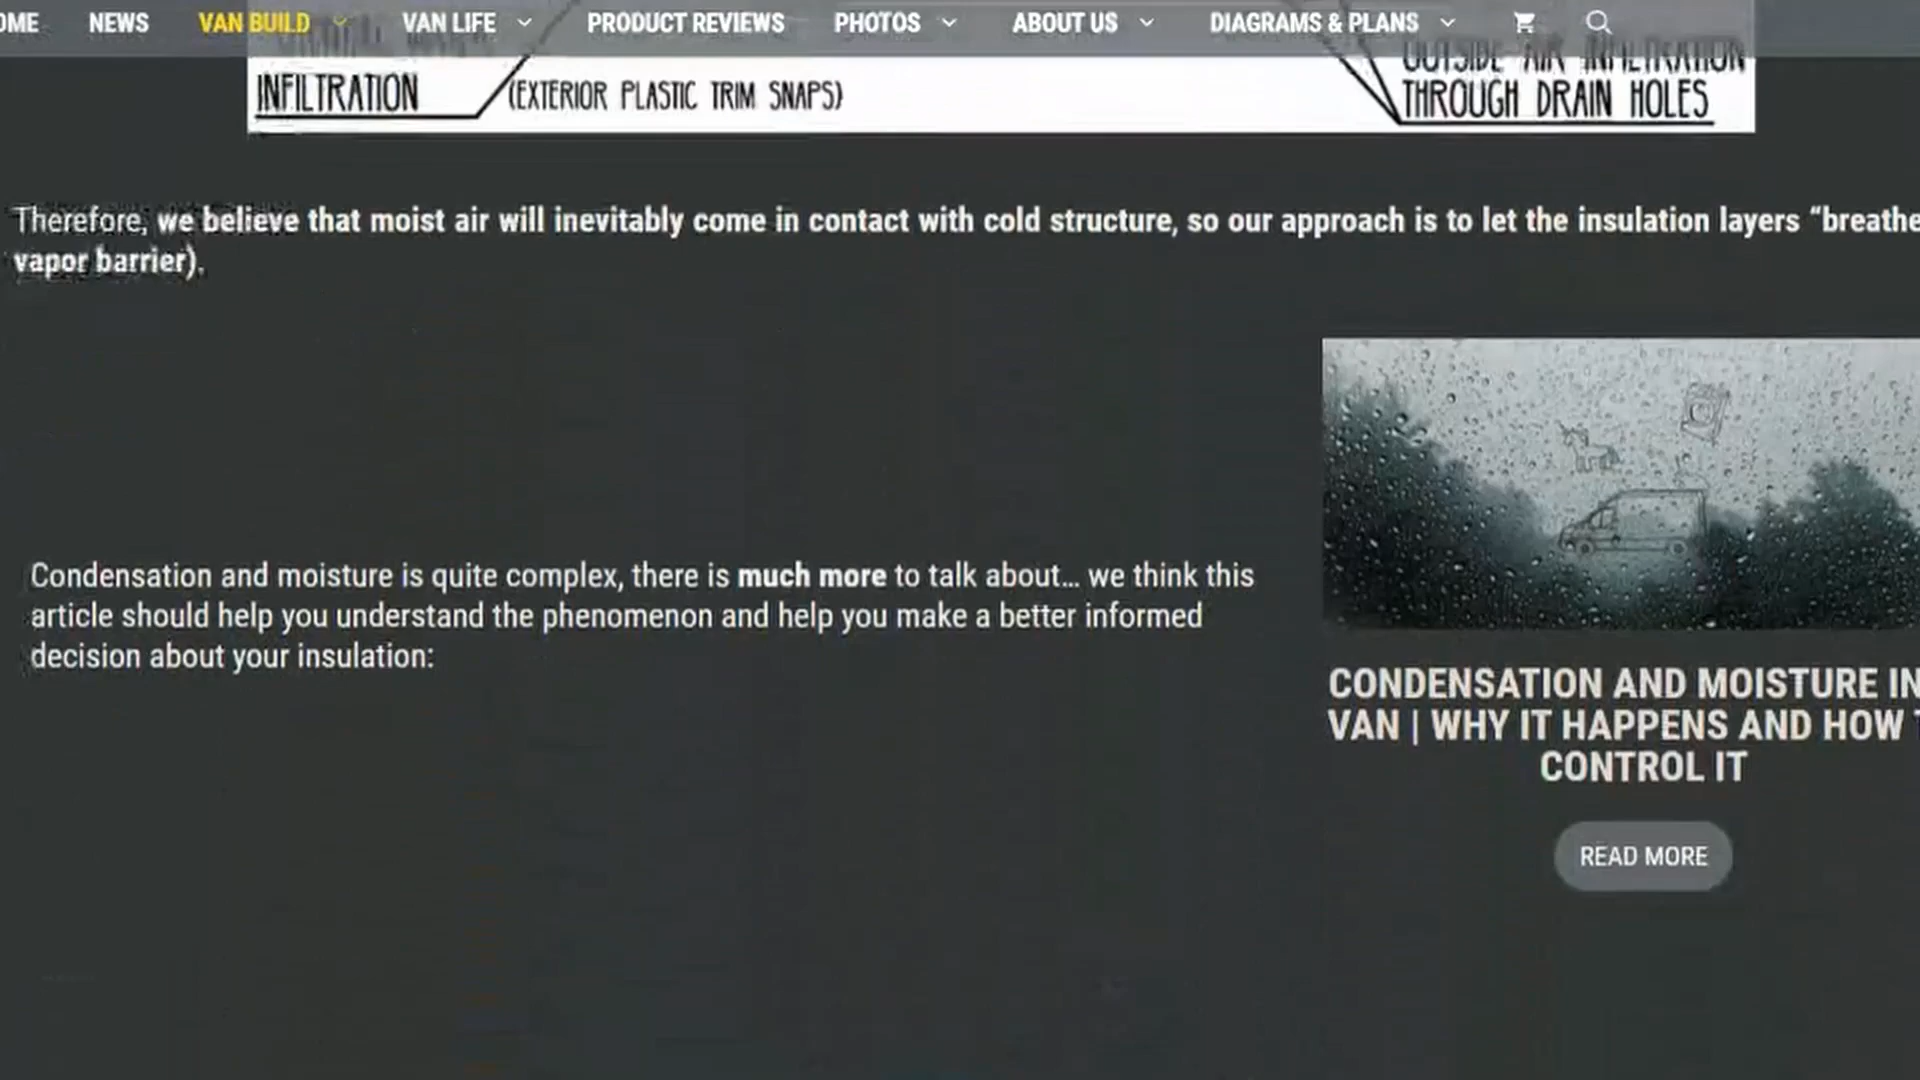 OME NEWS VAN BUILD VAN LIFE PRODUCT REVIEWS PHOTOS ABOUT US DIAGRAMS & PLANS
INFILTRATION
(EXTERIOR PLASTIC TRIM SNAPS)
OUTSIDE AIR INFILTRATION
THROUGH DRAIN HOLES
Therefore, we believe that moist air will inevitably come in contact with cold structure, so our approach is to let the insulation layers “breathe
vapor barrier).
Condensation and moisture is quite complex, there is much more to talk about... we think this
article should help you understand the phenomenon and help you make a better informed
decision about your insulation:
CONDENSATION AND MOISTURE IN
VAN | WHY IT HAPPENS AND HOW T
CONTROL IT
READ MORE